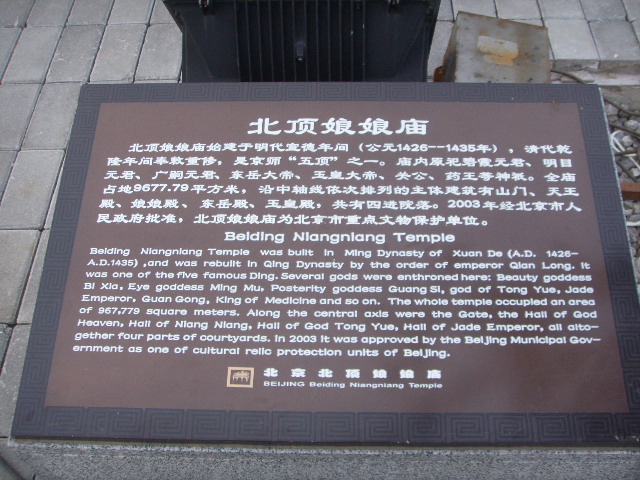 北顶娘娘庙
北顶娘娘庙始建于明代宣德年间（公元1426--1435年），清代乾
隆年间奉敕重修，是京师“五顶”之一。庙内原祀碧霞元君、明目
元君、广嗣元君、东岳大帝、玉皇大帝、关公、药王等神祇。全庙
占地9677.79平方米，沿中轴线依次排列的主体建筑有山门、天王
殿、娘娘殿、东岳殿、玉皇殿，共有四进院落。2003年经北京市人
民政府批准，北顶娘娘庙为北京市重点文物保护单位。
Beiding Niangniang Temple
Beiding Niangniang Temple was built in Ming Dynasty of Xuan De (A.D. 1426-
A.D.1435) ,and was rebuilt in Qing Dynasty by the order of emperor Qian Long. It
was one of the five famous Ding. Several gods were enthroned here: Beauty goddess
Bi Xia, Eye goddess Ming Mu, Posterity goddess Guang Si, god of Tong Yue, Jade
Emperor, Guan Gong, King of Medicine and so on. The whole temple occupied an area
of 967,779 square meters. Along the central axis were the Gate, the Hall of God
Heaven, Hall of Niang Niang, Hall of God Tong Yue, Hall of Jade Emperor, all alto-
gether four parts of courtyards. In 2003 it was approved by the Beijing Municipal Gov-
ernment as one of cultural relic protection units of Beijing.
北京北顶娘娘庙
BEIJING Beiding Niangniang Temple